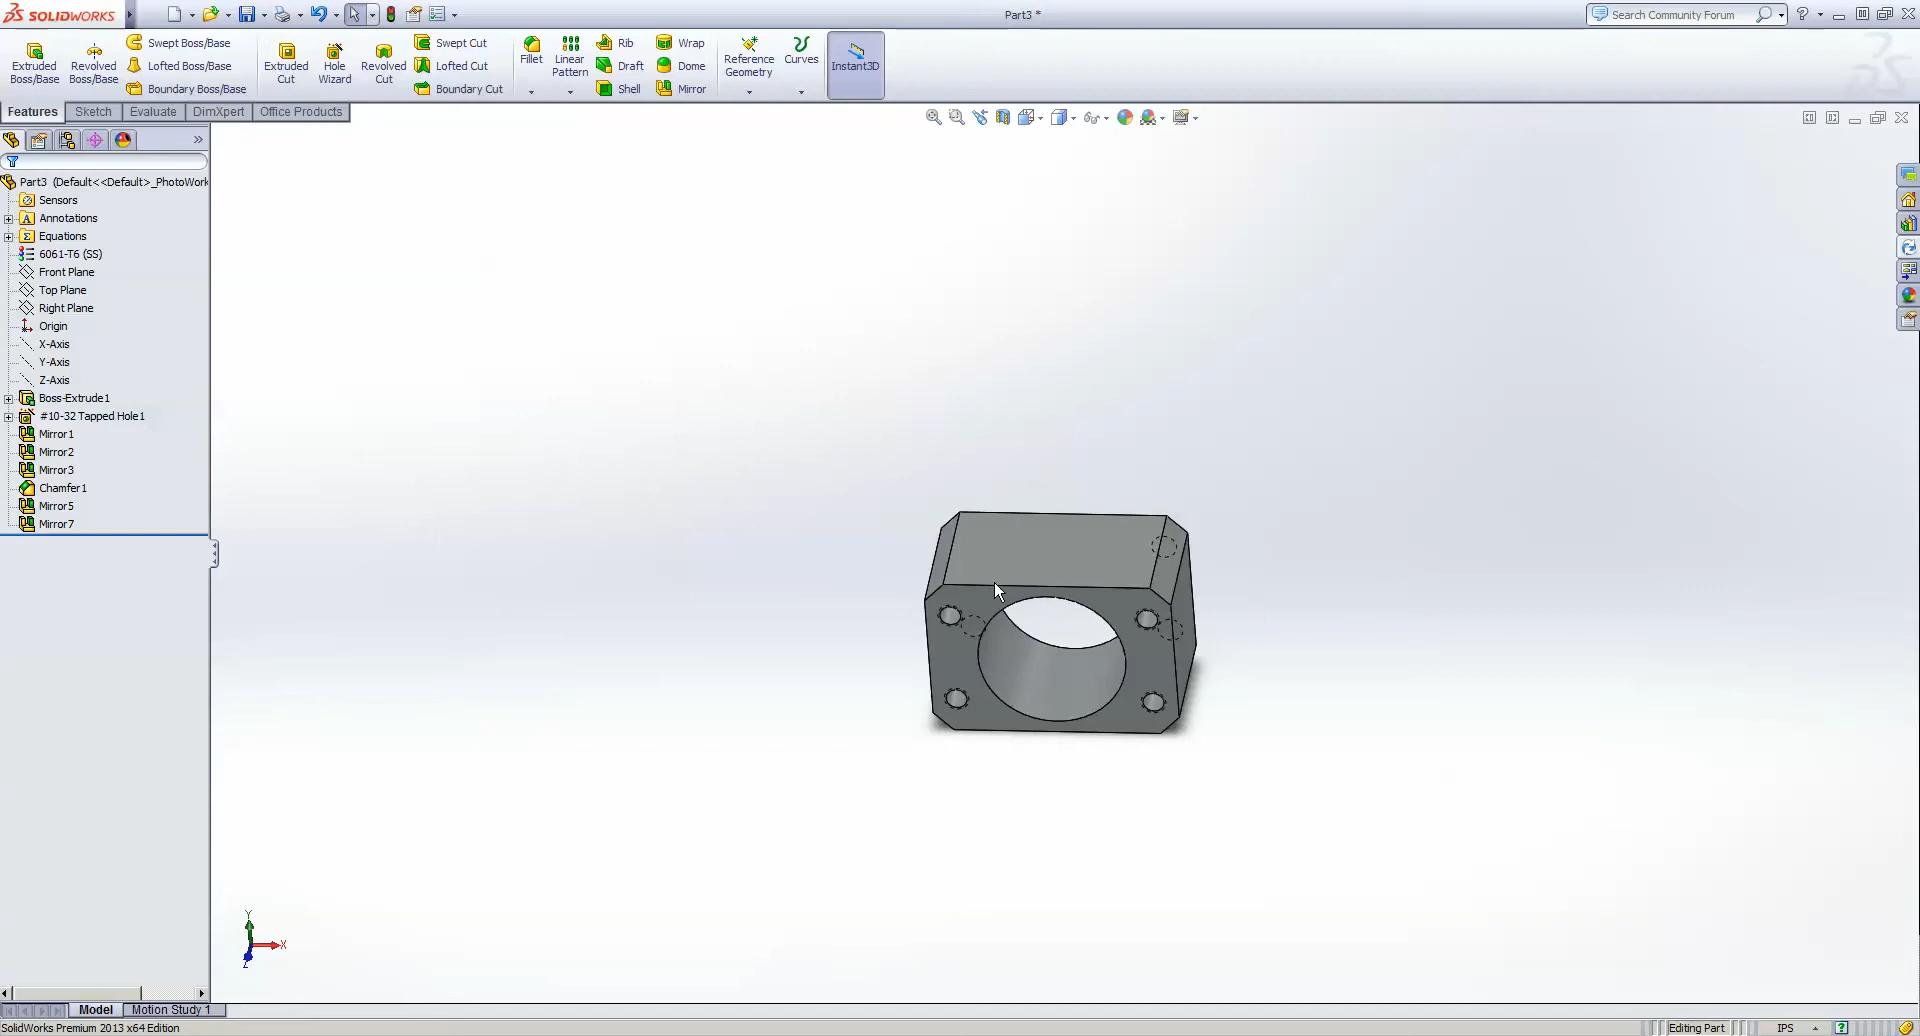 SOLIDWORKS
Part3 *
Search Community Forum
Extruded Boss/Base
Revolved Boss/Base
Swept Boss/Base
Lofted Boss/Base
Boundary Boss/Base
Extruded Cut
Hole Wizard
Revolved Cut
Swept Cut
Lofted Cut
Boundary Cut
Fillet
Linear Pattern
Rib
Draft
Shell
Wrap
Dome
Mirror
Reference Geometry
Curves
Instant3D
Features
Sketch
Evaluate
DimXpert
Office Products
Part3 (Default<<Default>_PhotoWork
Sensors
Annotations
Equations
6061-T6 (SS)
Front Plane
Top Plane
Right Plane
Origin
X-Axis
Y-Axis
Z-Axis
Boss-Extrude1
#10-32 Tapped Hole1
Mirror1
Mirror2
Mirror3
Chamfer1
Mirror5
Mirror7
Y
X
Z
Model
Motion Study 1
SolidWorks Premium 2013 x64 Edition
Editing Part
IPS